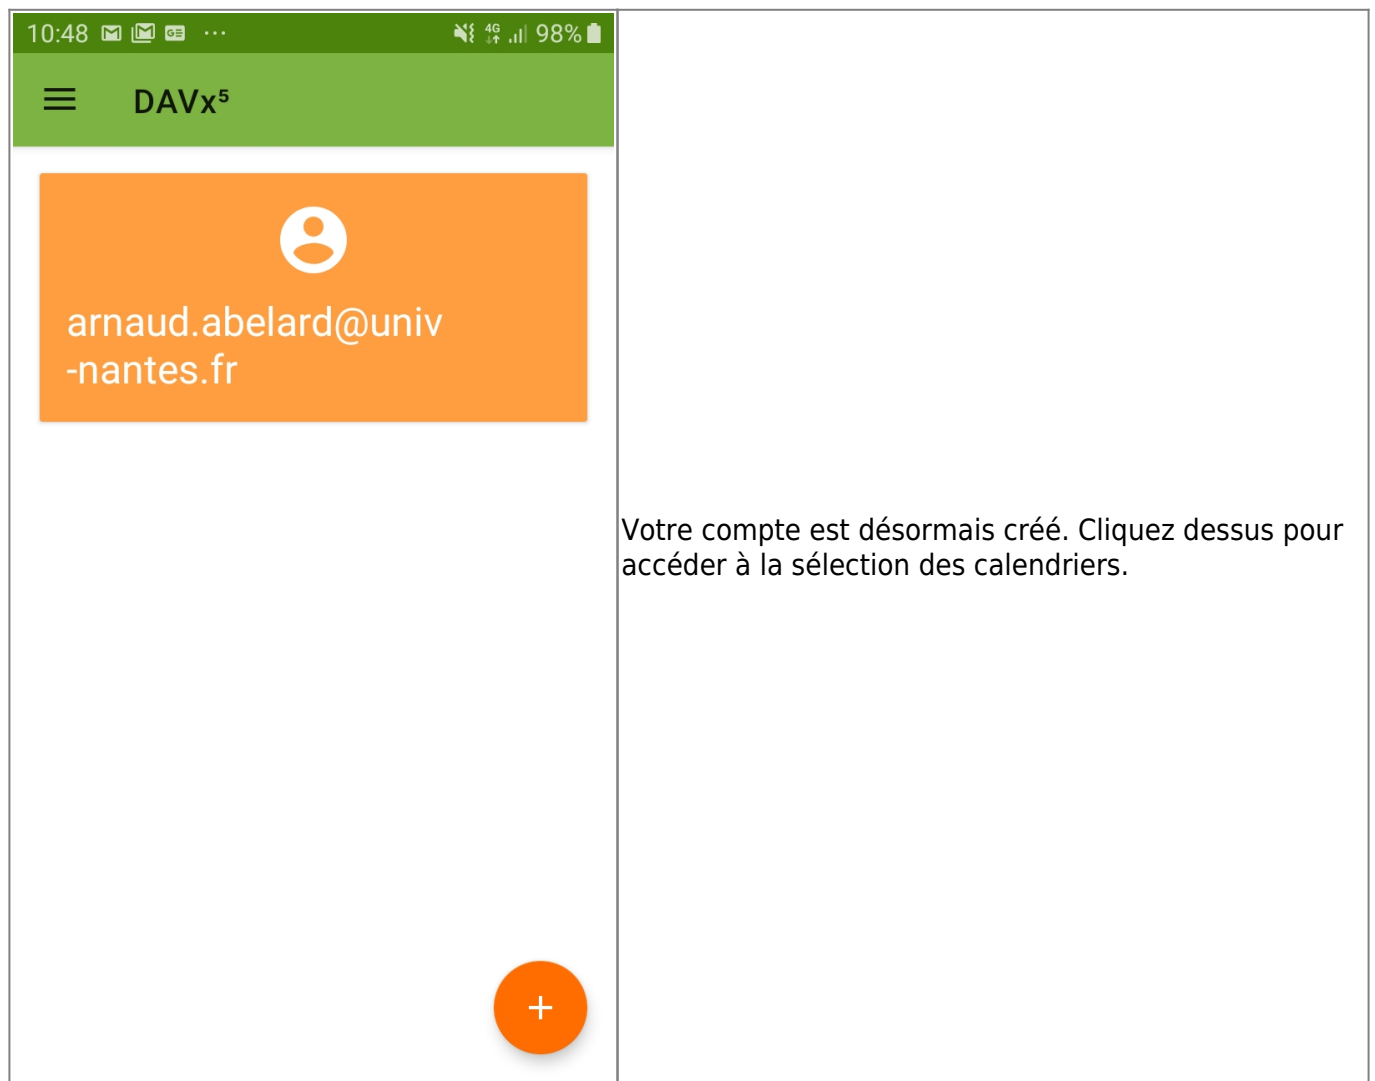 10:48 98%
DAVx⁵
arnaud.abelard@univ
-nantes.fr
Votre compte est désormais créé. Cliquez dessus pour
accéder à la sélection des calendriers.